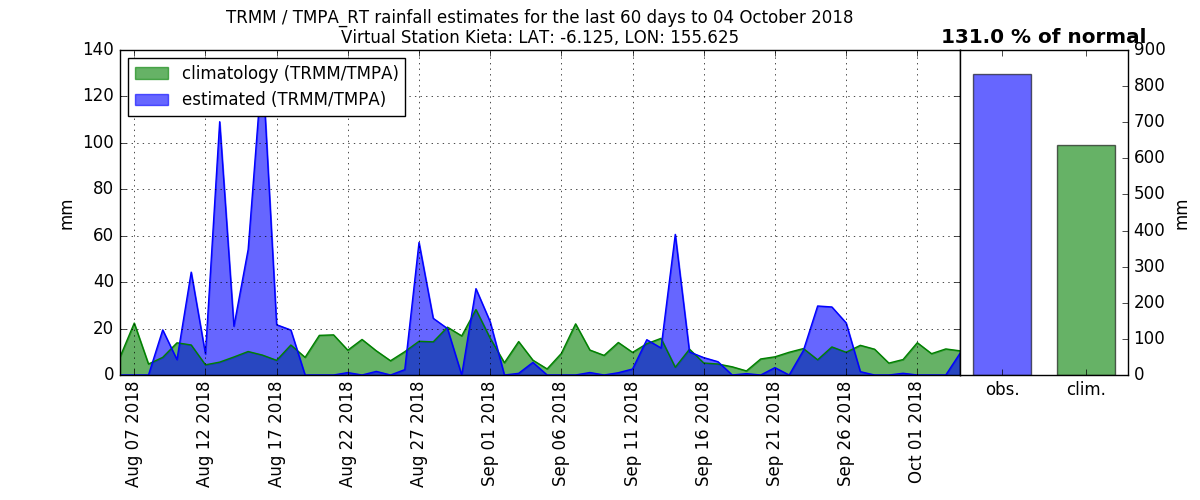 TRMM / TMPA_RT rainfall estimates for the last 60 days to 04 October 2018
Virtual Station Kieta: LAT: -6.125, LON: 155.625
131.0 % of normal
climatology (TRMM/TMPA)
estimated (TRMM/TMPA)
mm
140
120
100
80
60
40
20
0
Aug 07 2018
Aug 12 2018
Aug 17 2018
Aug 22 2018
Aug 27 2018
Sep 01 2018
Sep 06 2018
Sep 11 2018
Sep 16 2018
Sep 21 2018
Sep 26 2018
Oct 01 2018
900
800
700
600
500
400
300
200
100
0
mm
obs.
clim.